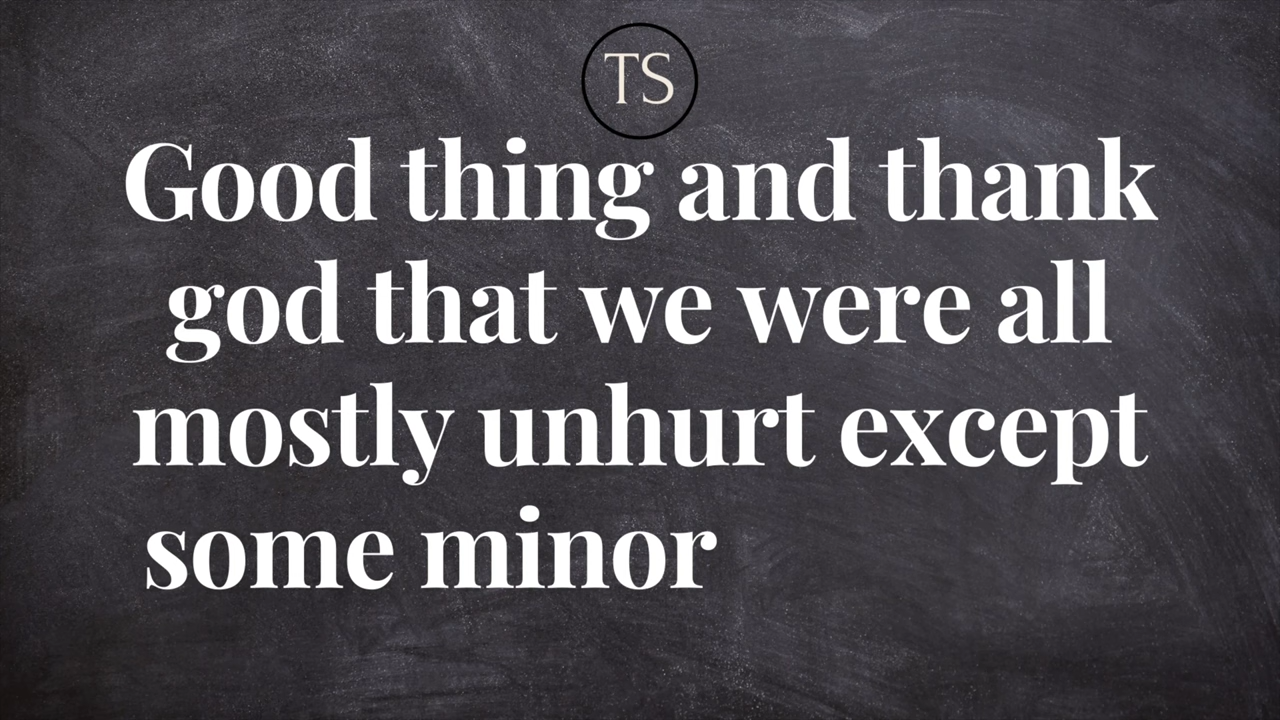 TS
Good thing and thank
god that we were all
mostly unhurt except
some minor